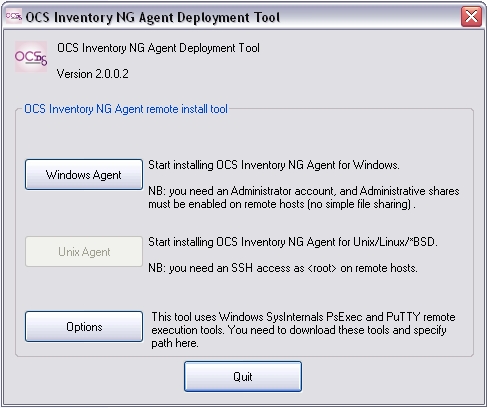 OCS Inventory NG Agent Deployment Tool
OCS Inventory NG Agent Deployment Tool
Version 2.0.0.2
OCS Inventory NG Agent remote install tool
Windows Agent
Start installing OCS Inventory NG Agent for Windows.
NB: you need an Administrator account, and Administrative shares
must be enabled on remote hosts (no simple file sharing) .
Unix Agent
Start installing OCS Inventory NG Agent for Unix/Linux/*BSD.
NB: you need an SSH access as <root> on remote hosts.
Options
This tool uses Windows SysInternals PsExec and PuTTY remote
execution tools. You need to download these tools and specify
path here.
Quit